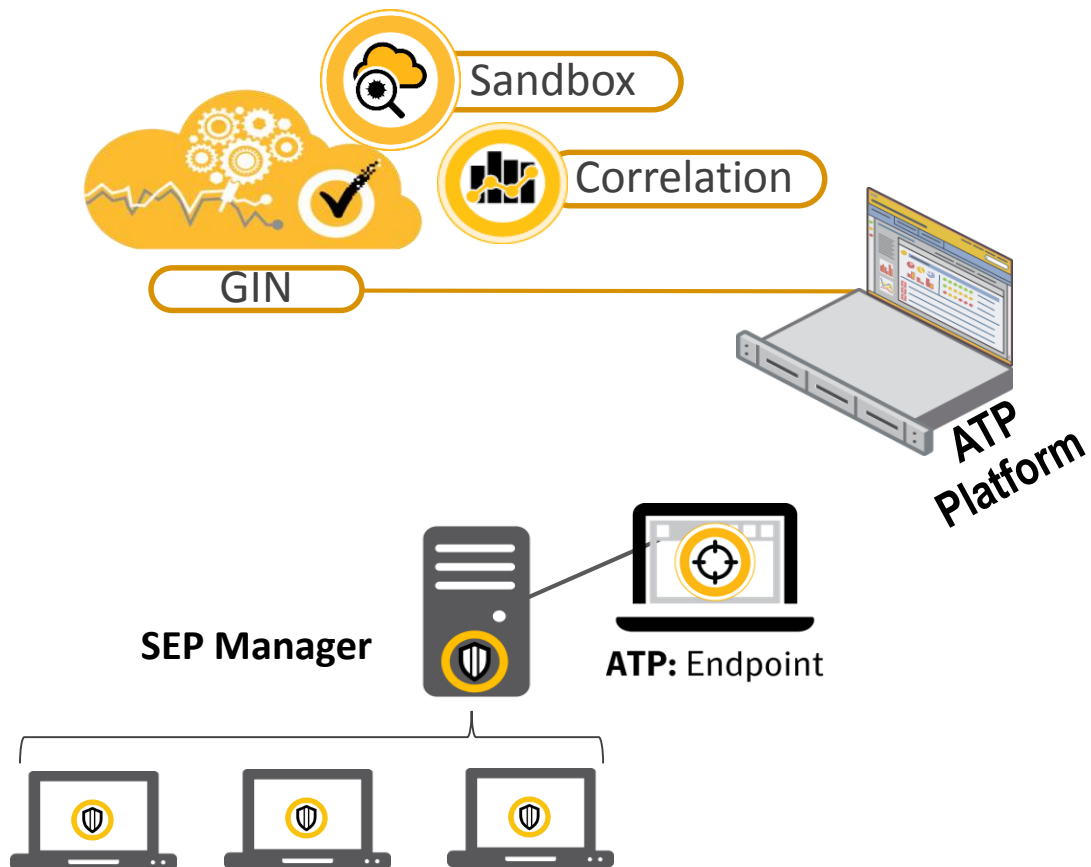 Sandbox
Correlation
GIN
ATP
Platform
SEP Manager
ATP: Endpoint